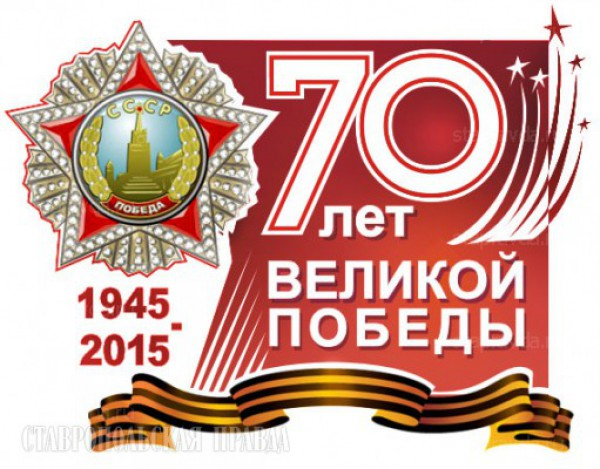 СССР
ПОБЕДА
1945-
2015
70
лет
ВЕЛИКОЙ
ПОБЕДЫ
СТАВРОПОЛЬСКАЯ ПРАВДА